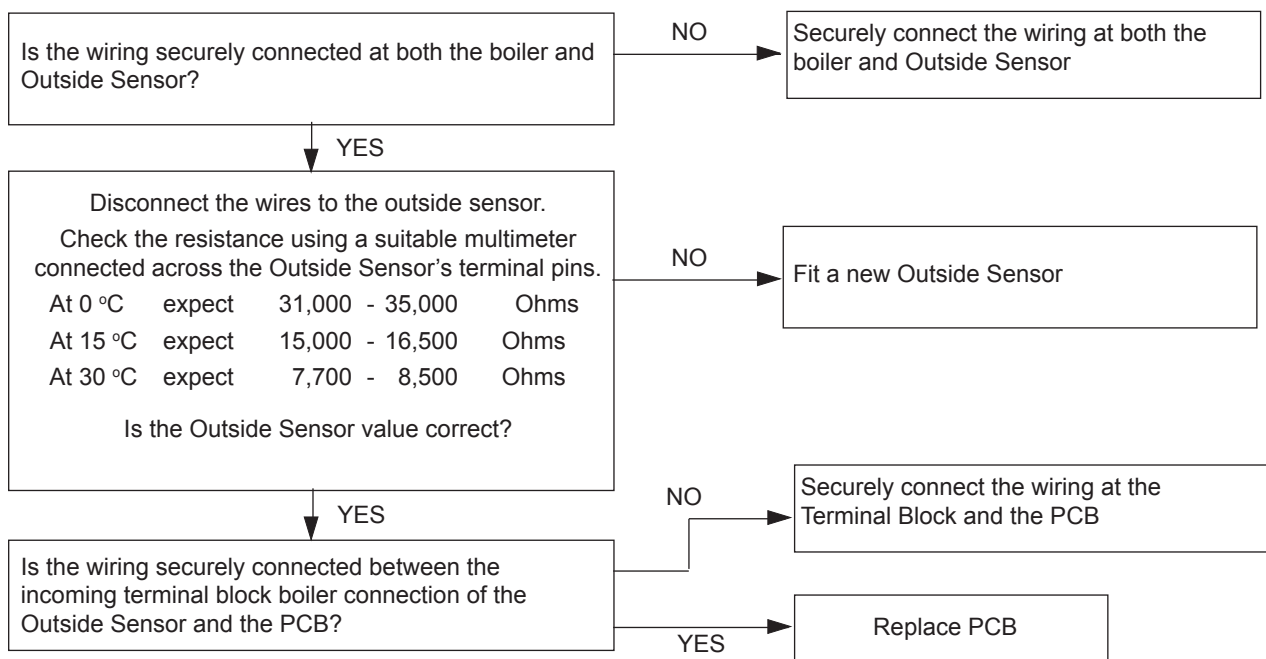 Is the wiring securely connected at both the boiler and
Outside Sensor?
NO
Securely connect the wiring at both the
boiler and Outside Sensor
YES
Disconnect the wires to the outside sensor.
Check the resistance using a suitable multimeter
connected across the Outside Sensor's terminal pins.
At 0 °C expect 31,000 - 35,000 Ohms
At 15 °C expect 15,000 - 16,500 Ohms
At 30 °C expect 7,700 - 8,500 Ohms
Is the Outside Sensor value correct?
NO
Fit a new Outside Sensor
YES
Is the wiring securely connected between the
incoming terminal block boiler connection of the
Outside Sensor and the PCB?
NO
Securely connect the wiring at the
Terminal Block and the PCB
YES
Replace PCB